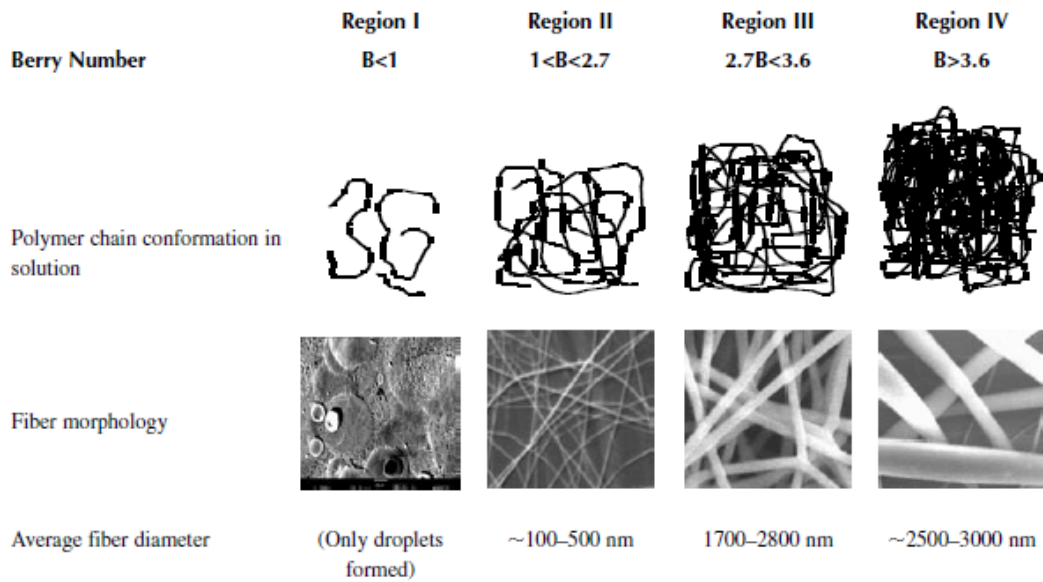 Region I Region II Region III Region IV
Berry Number B<1 1<B<2.7 2.7B<3.6 B>3.6
Polymer chain conformation in
solution
Fiber morphology
Average fiber diameter (Only droplets ~100–500 nm 1700–2800 nm ~2500–3000 nm
formed)